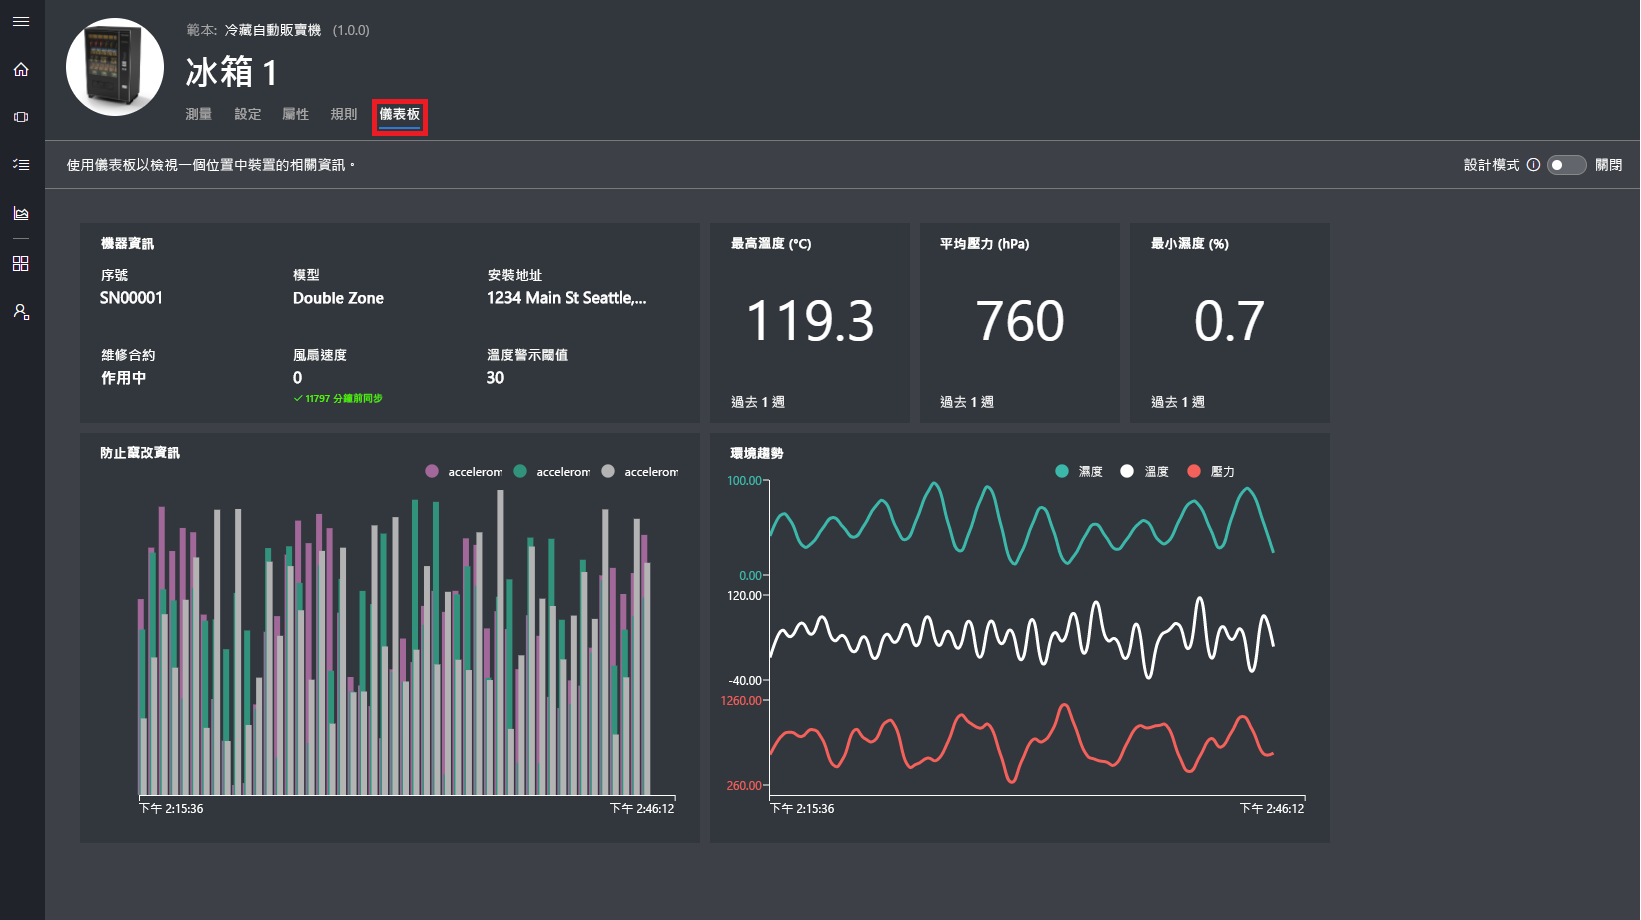 範本: 冷藏自動販賣機 (1.0.0)
冰箱 1
測量 設定 屬性 規則 儀表板
使用儀表板以檢視一個位置中裝置的相關資訊。
設計模式 關閉
機器資訊
序號 模型 安裝地址
SN00001 Double Zone 1234 Main St Seattle,...
維修合約 風扇速度 溫度警示閾值
作用中 0 30
11797 分鐘前同步
最高溫度 (°C)
119.3
過去 1 週
平均壓力 (hPa)
760
過去 1 週
最小濕度 (%)
0.7
過去 1 週
防止竄改資訊
accelerom accelerom accelerom
下午 2:15:36 下午 2:46:12
環境趨勢
濕度 溫度 壓力
100.00
0.00
120.00
-40.00
1260.00
260.00
下午 2:15:36 下午 2:46:12